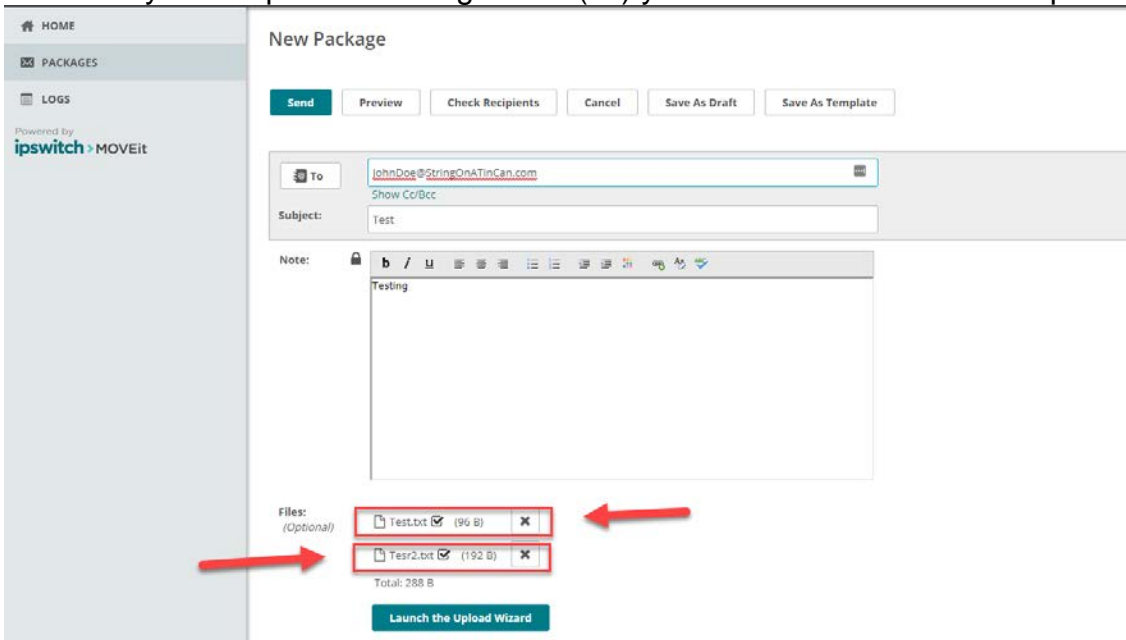 HOME
PACKAGES
LOGS
Powered by
ipswitch MOVEit
New Package
Send Preview Check Recipients Cancel Save As Draft Save As Template
To JohnDoe@StringOnATinCan.com
Show Cc/Bcc
Subject: Test
Note: b / u
Testing
Files:
(Optional)
Test.txt (96 B)
Tesr2.txt (192 B)
Total: 288 B
Launch the Upload Wizard